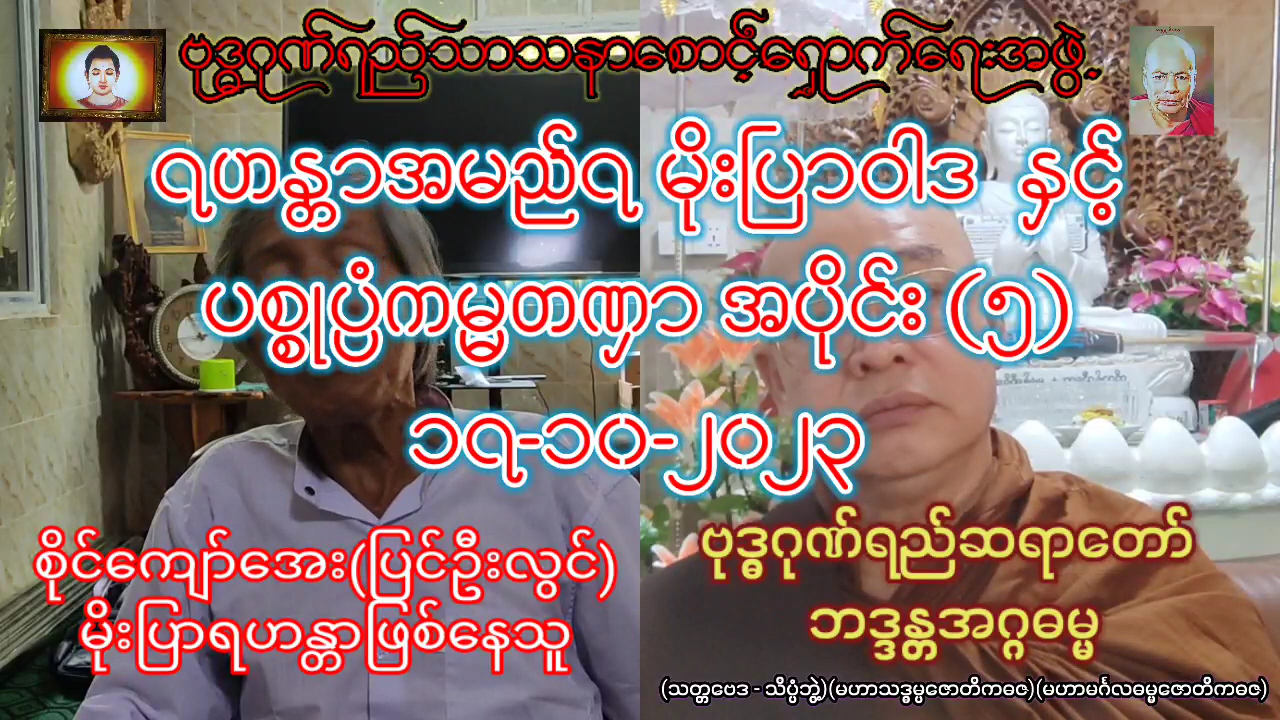 ဗုဒ္ဓဂုဏ်ရည်သာသနာစောင့်ရှောက်ရေးအဖွဲ့
ရဟန္တာအမည်ရ မိုးပြာဝါဒ နှင့်
ပစ္စုပ္ပံကမ္မတဏှာ အပိုင်း (၅)
၁၇-၁၀-၂၀၂၃
စိုင်ကျော်အေး(ပြင်ဦးလွင်)
မိုးပြာရဟန္တာဖြစ်နေသူ
ဗုဒ္ဓဂုဏ်ရည်ဆရာတော်
ဘဒ္ဒန္တအဂ္ဂဓမ္မ
(သတ္တဗေဒ - သိပ္ပံဘွဲ့)(မဟာသဒ္ဓမ္မဇောတိကဓဇ)(မဟာမင်္ဂလဓမ္မဇောတိကဓဇ)